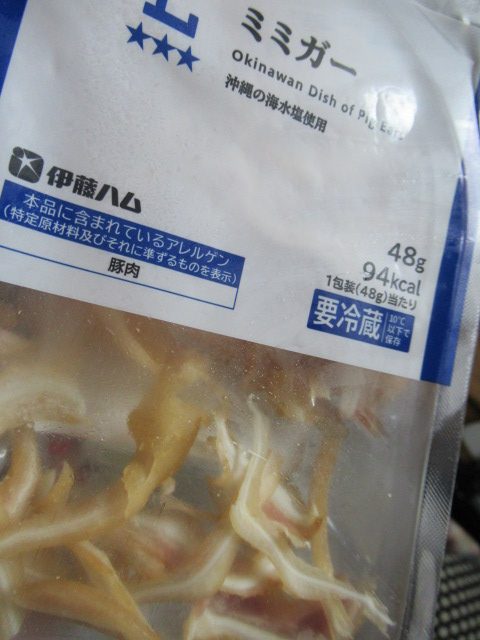 ミミガー
Okinawan Dish of Pig Ears
沖縄の海水塩使用
伊藤ハム
本品に含まれているアレルゲン
(特定原材料及びそれに準ずるものを表示)
豚肉
48g
94kcal
1包装(48g)当たり
要冷蔵
10℃
以下で
保存